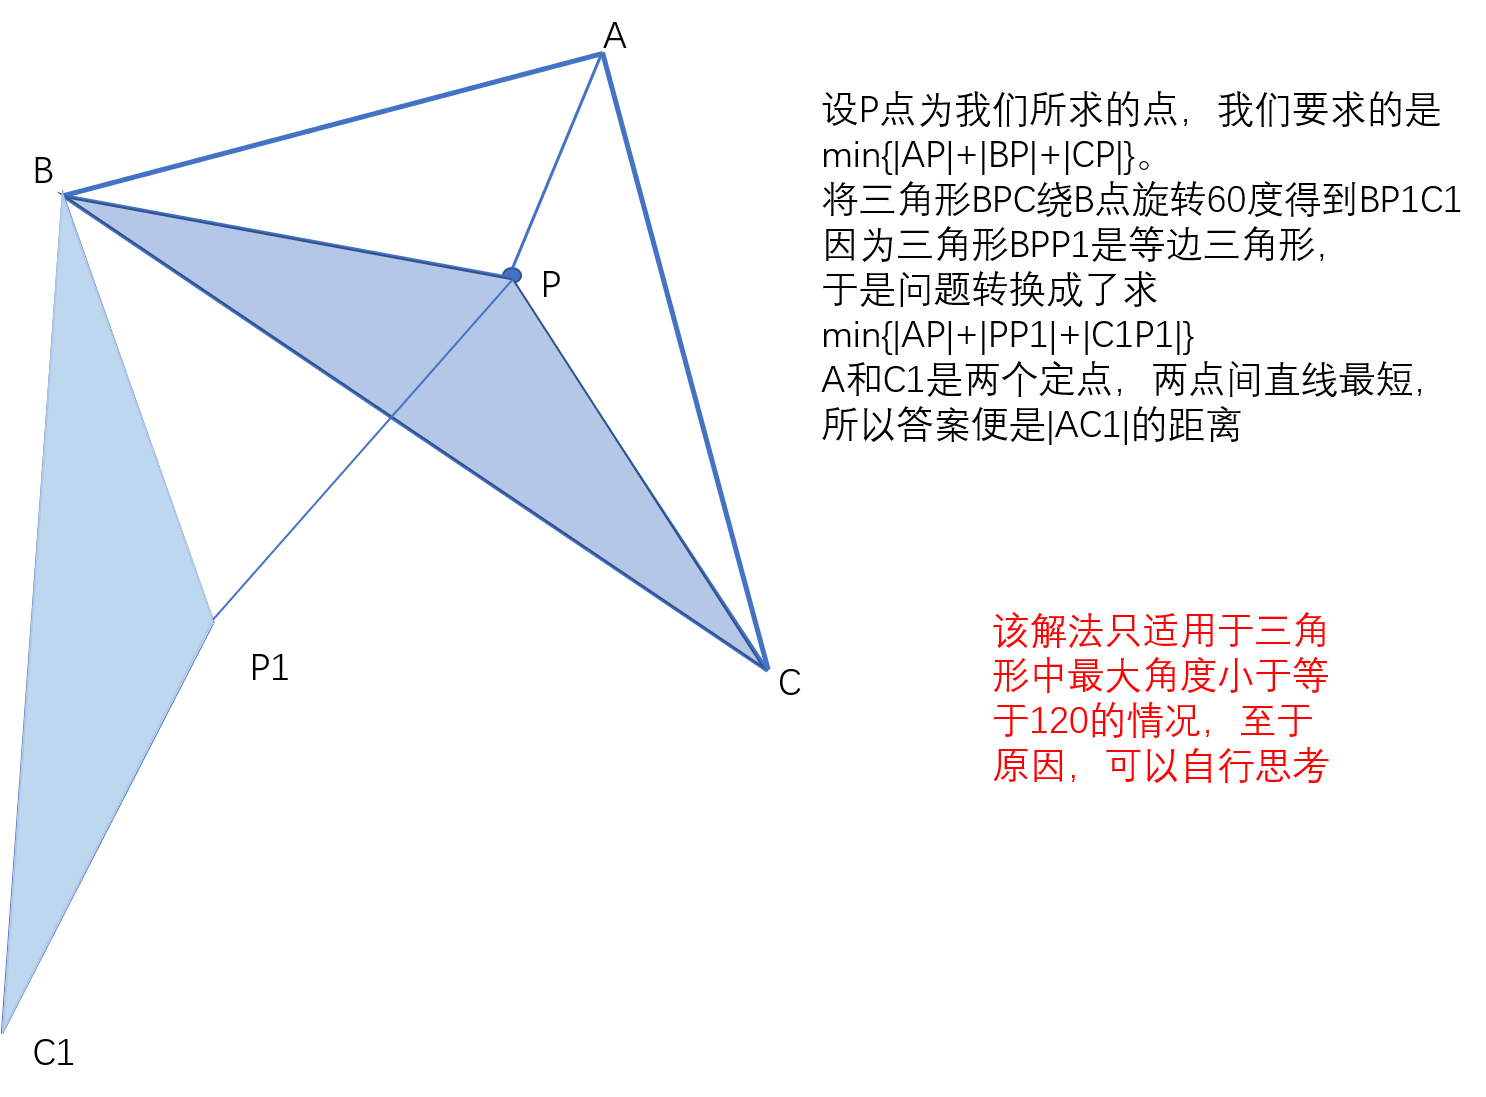 A
B
P
P1
C
C1
设P点为我们所求的点，我们要求的是
min{|AP|+|BP|+|CP|}。
将三角形BPC绕B点旋转60度得到BP1C1
因为三角形BPP1是等边三角形，
于是问题转换成了求
min{|AP|+|PP1|+|C1P1|}
A和C1是两个定点，两点间直线最短，
所以答案便是|AC1|的距离
该解法只适用于三角
形中最大角度小于等
于120的情况，至于
原因，可以自行思考